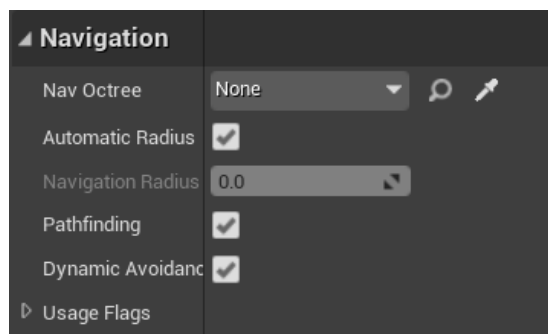 Navigation
Nav Octree None
Automatic Radius
Navigation Radius 0.0
Pathfinding
Dynamic Avoidanc
Usage Flags